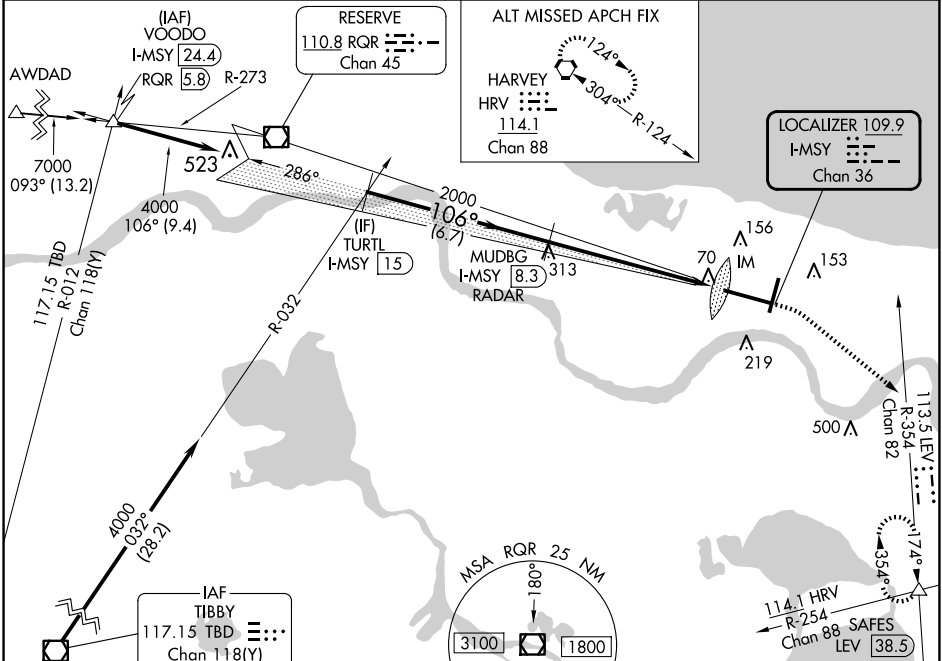 (IAF)
VOODO
I-MSY 24.4
RQR 5.8
R-273
AWDAD
7000
093° (13.2)
4000
106° (9.4)
523
RESERVE
110.8 RQR
Chan 45
ALT MISSED APCH FIX
124°
304°
R-124
HARVEY
HRV
114.1
Chan 88
LOCALIZER 109.9
I-MSY
Chan 36
286°
2000
106°
(6.7)
(IF)
TURTL
I-MSY 15
MUDBG
I-MSY 8.3
RADAR
313
70
IM
156
153
219
500
117.15 TBD
R-012
Chan 118(Y)
R-032
4000
032°
(28.2)
IAF
TIBBY
117.15 TBD
Chan 118(Y)
MSA RQR 25 NM
180°
3100
1800
113.5 LEV
R-354
Chan 82
174°
354°
114.1 HRV
R-254
Chan 88
SAFES
LEV 38.5